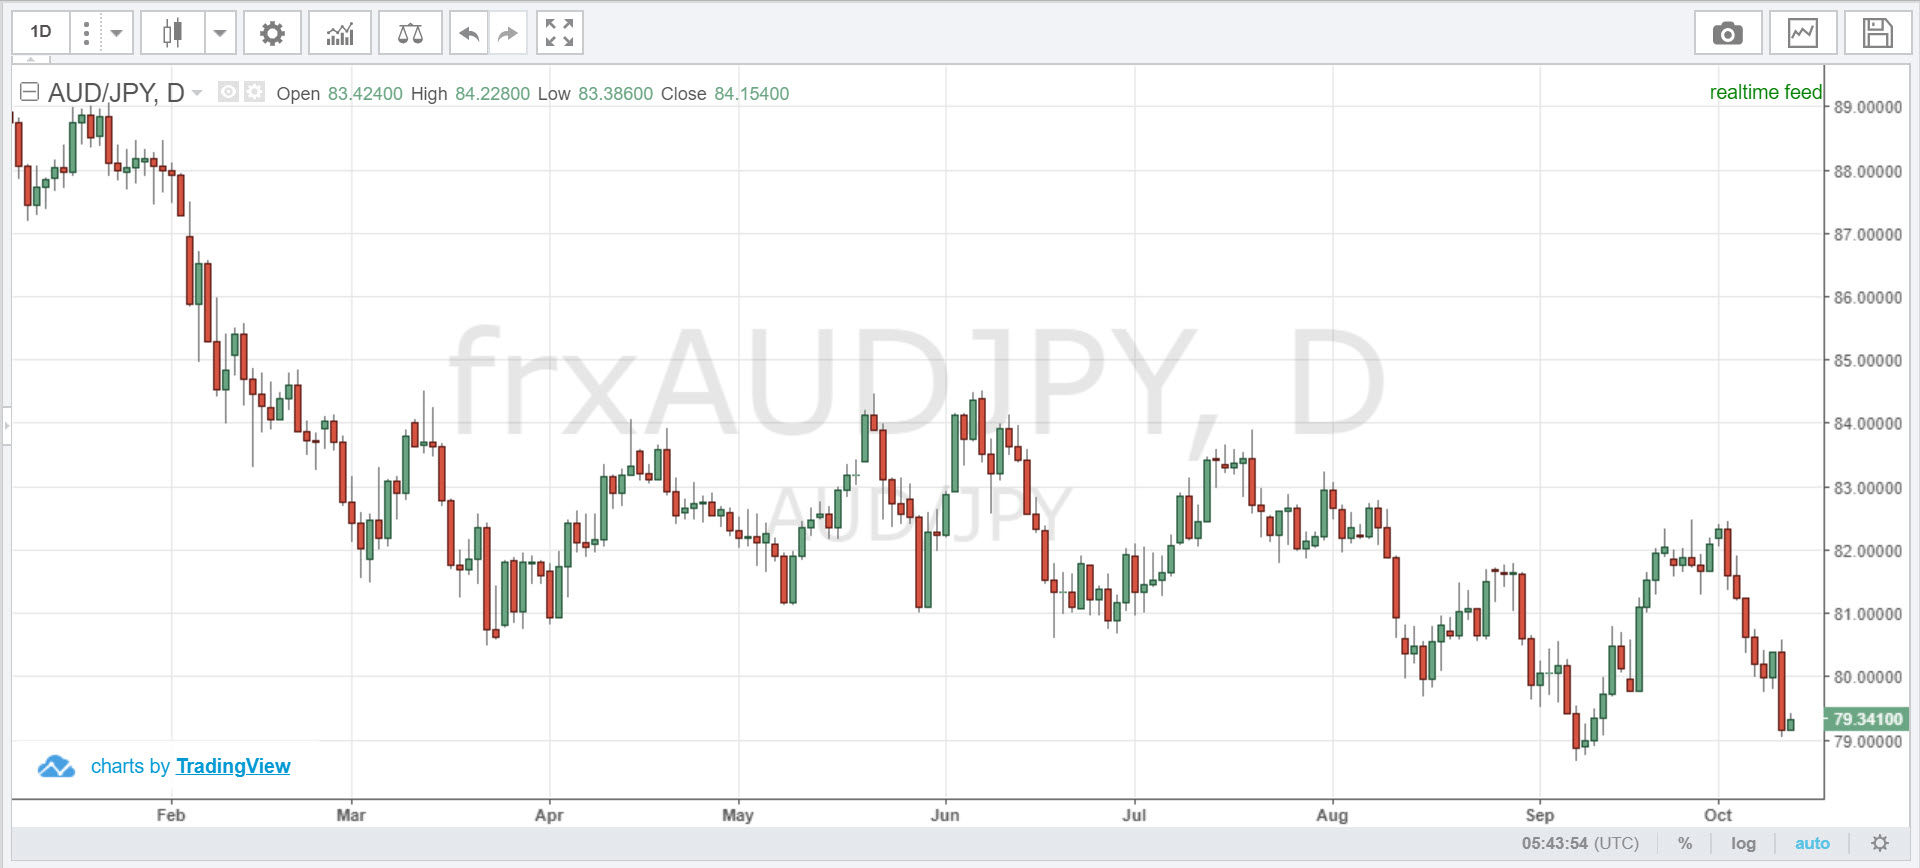 1D
AUD/JPY, D Open 83.42400 High 84.22800 Low 83.38600 Close 84.15400
realtime feed
89.00000
88.00000
87.00000
86.00000
85.00000
84.00000
83.00000
82.00000
81.00000
80.00000
79.34100
79.00000
frxAUDJPY, D
AUD/JPY
charts by TradingView
Feb Mar Apr May Jun Jul Aug Sep Oct
05:43:54 (UTC) % log auto